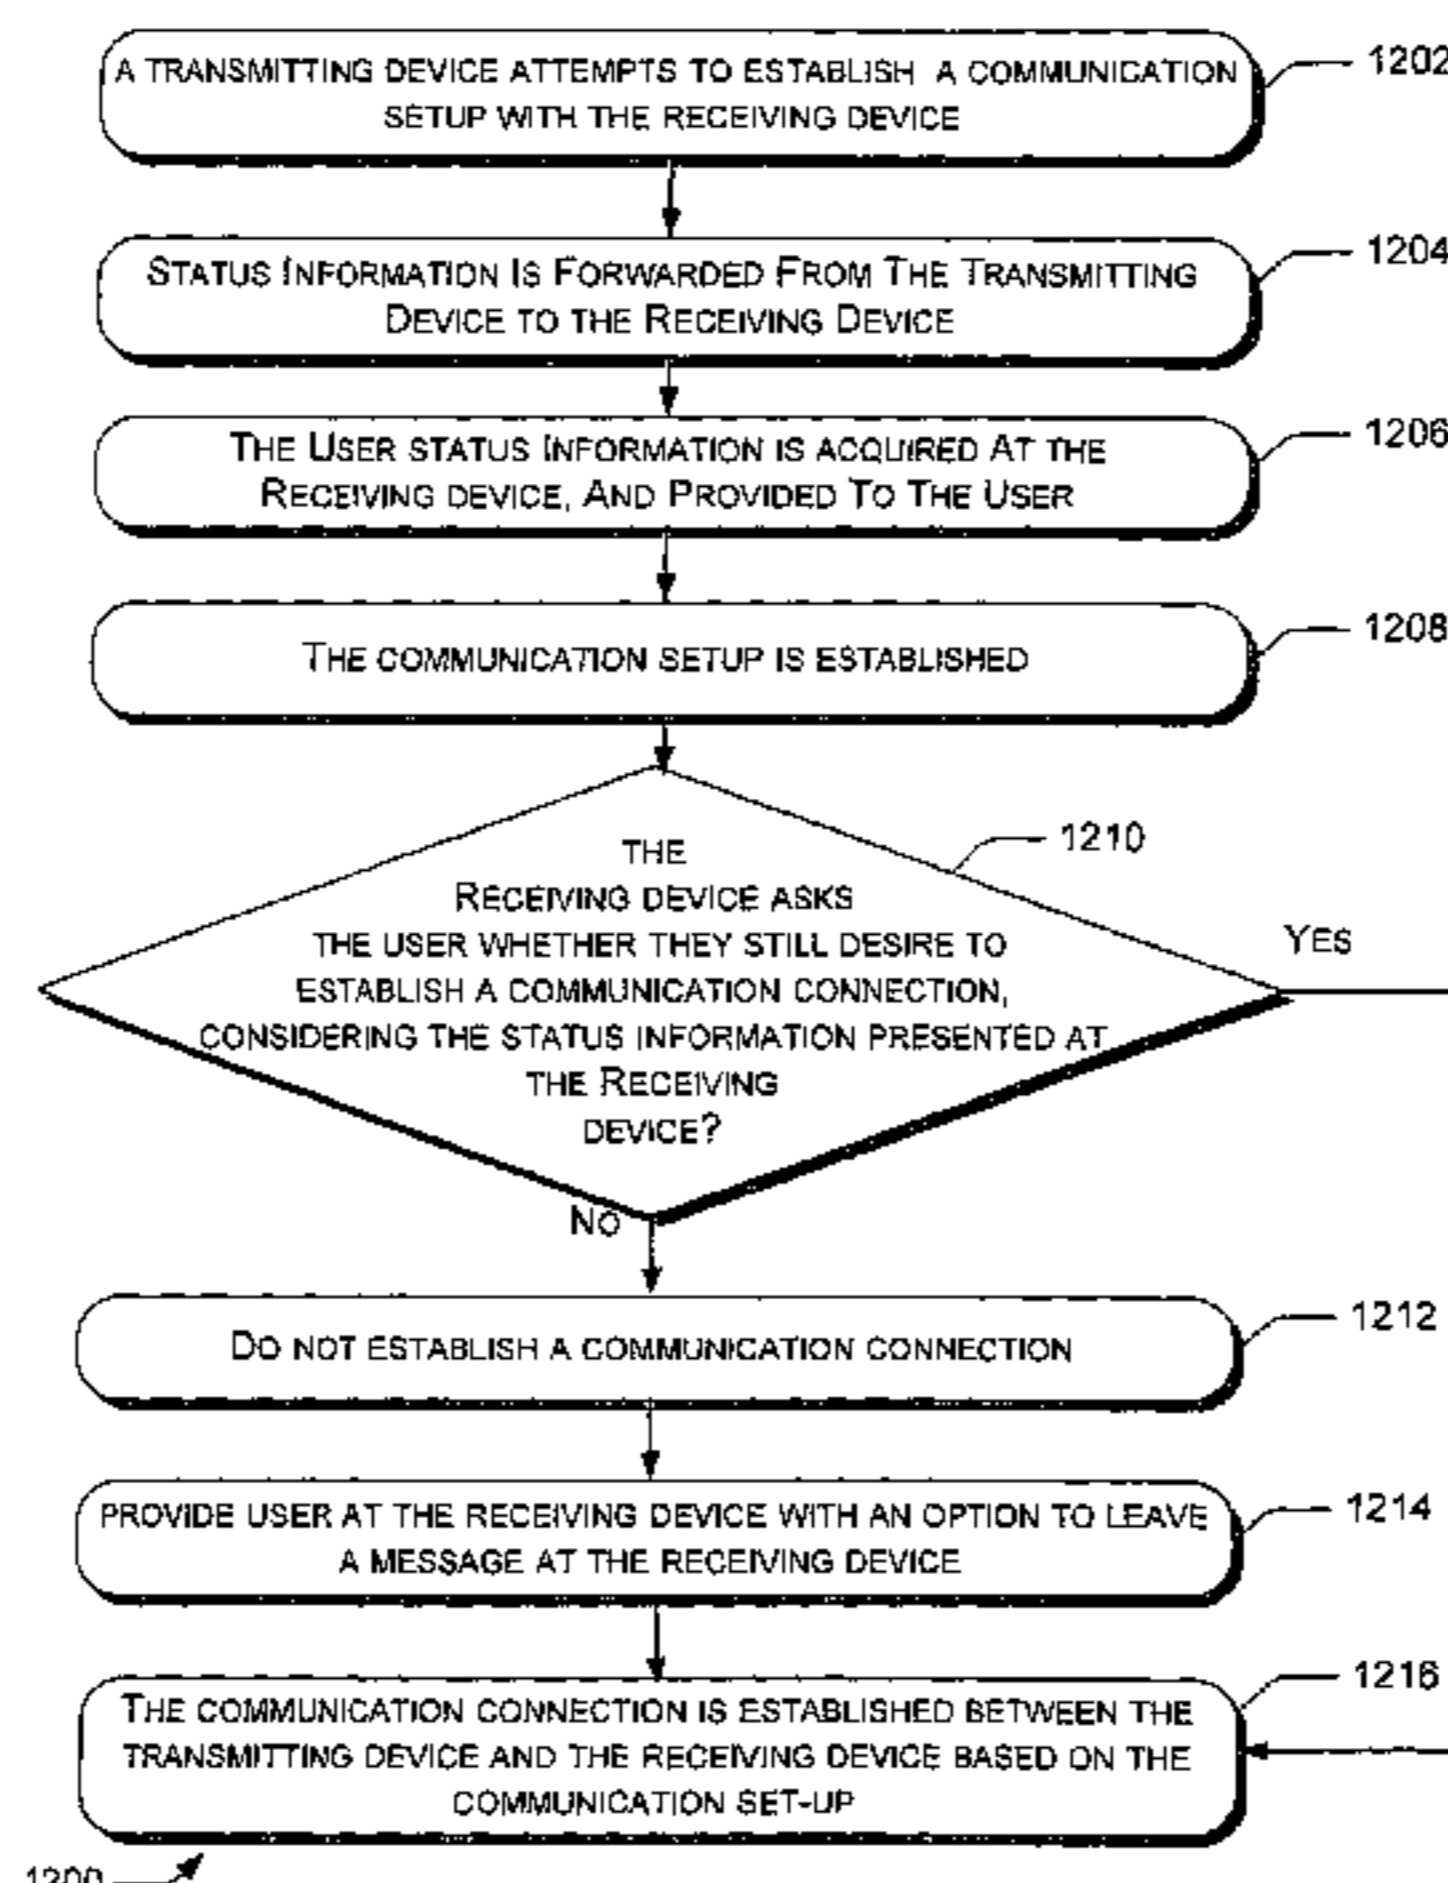 A TRANSMITTING DEVICE ATTEMPTS TO ESTABLISH A COMMUNICATION
SETUP WITH THE RECEIVING DEVICE
1202
STATUS INFORMATION IS FORWARDED FROM THE TRANSMITTING
DEVICE TO THE RECEIVING DEVICE
1204
THE USER STATUS INFORMATION IS ACQUIRED AT THE
RECEIVING DEVICE, AND PROVIDED TO THE USER
1206
THE COMMUNICATION SETUP IS ESTABLISHED
1208
1210
THE
RECEIVING DEVICE ASKS
THE USER WHETHER THEY STILL DESIRE TO
ESTABLISH A COMMUNICATION CONNECTION,
CONSIDERING THE STATUS INFORMATION PRESENTED AT
THE RECEIVING
DEVICE?
YES
NO
DO NOT ESTABLISH A COMMUNICATION CONNECTION
1212
PROVIDE USER AT THE RECEIVING DEVICE WITH AN OPTION TO LEAVE
A MESSAGE AT THE RECEIVING DEVICE
1214
THE COMMUNICATION CONNECTION IS ESTABLISHED BETWEEN THE
TRANSMITTING DEVICE AND THE RECEIVING DEVICE BASED ON THE
COMMUNICATION SET-UP
1216
1200